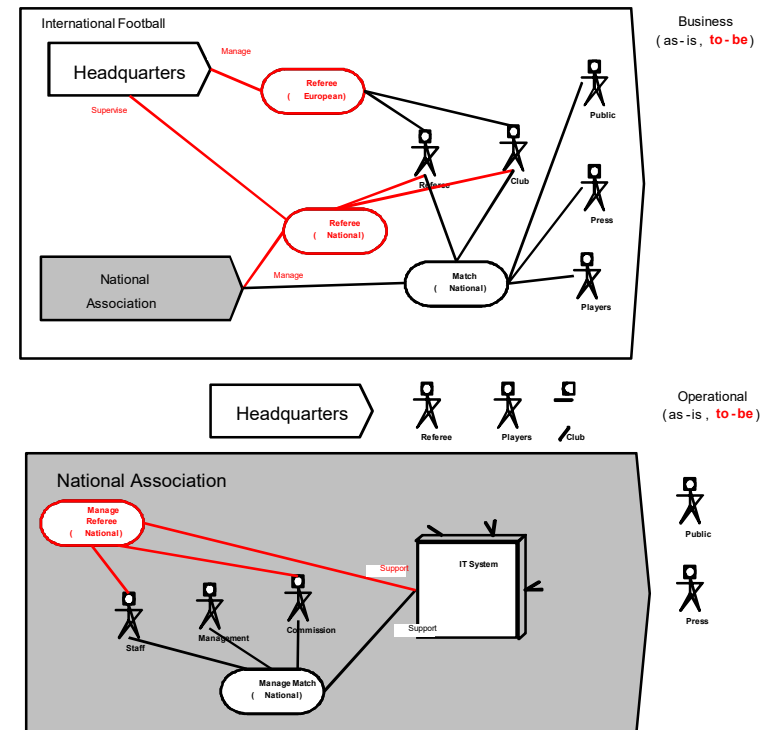 International Football
Business
(as-is, to-be)
Headquarters
Manage
Referee
( European)
Supervise
Public
Referee
Club
Referee
( National)
Press
National
Association
Manage
Match
( National)
Players
Headquarters
Referee
Players
Club
Operational
(as-is, to-be)
National Association
Manage
Referee
( National)
Support
IT System
Public
Staff
Management
Commission
Support
Press
Manage Match
( National)